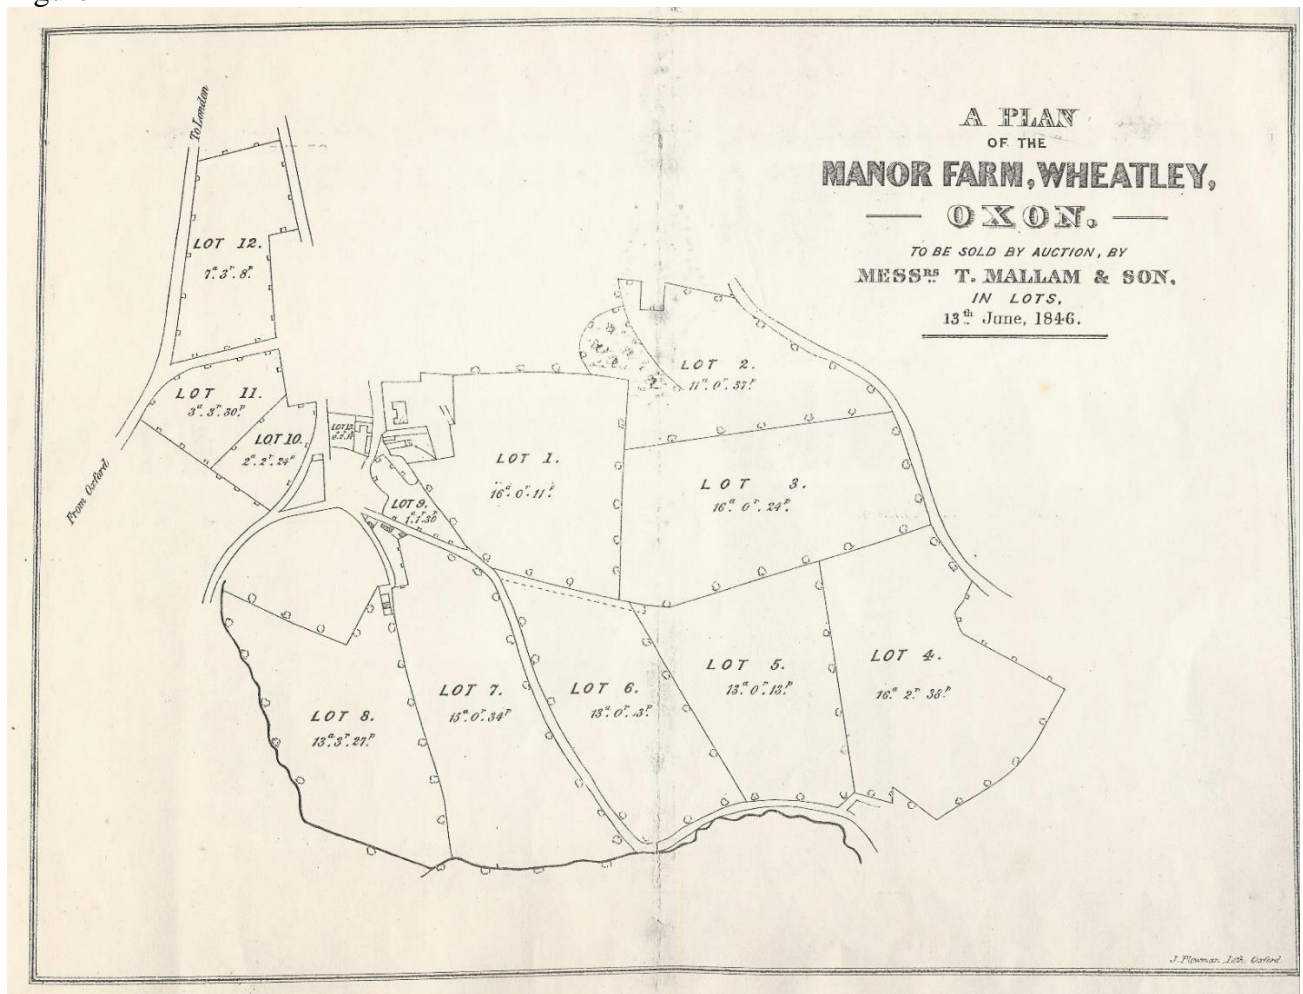 A PLAN
OF THE
MANOR FARM, WHEATLEY,
OXON.
TO BE SOLD BY AUCTION, BY
MESSRS T. MALLAM & SON,
IN LOTS,
13th June, 1846.
To London
LOT 12.
7a. 3r. 8p.
LOT 11.
3a. 3r. 30p.
LOT 10.
2a. 2r. 24p
From Oxford
LOT 2.
11a. 0r. 37p.
LOT 1.
16a. 0r. 11p.
LOT 3.
16a. 0r. 24p.
LOT 9.
LOT 4.
16a. 2r. 38p.
LOT 5.
13a. 0r. 13p.
LOT 6.
13a. 0r. 3p.
LOT 7.
15a. 0r. 34p
LOT 8.
13a. 3r. 27p.
J. Plowman, Lith. Oxford.